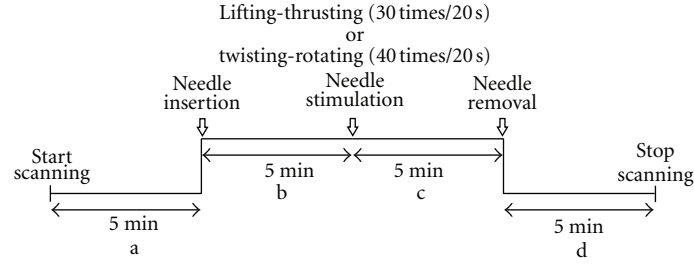 Lifting-thrusting (30 times/20 s)
or
twisting-rotating (40 times/20 s)
Needle
insertion
Needle
stimulation
Needle
removal
Start
scanning
Stop
scanning
5 min
b
5 min
c
5 min
a
5 min
d